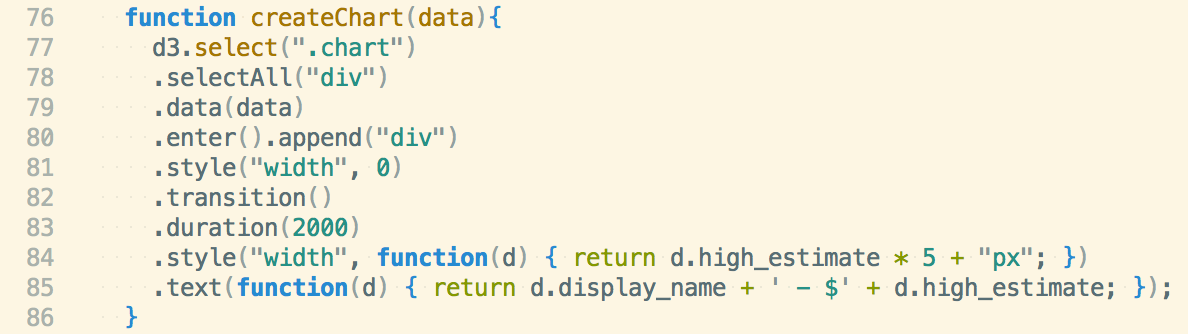 76 function createChart(data){
77 d3.select(".chart")
78 .selectAll("div")
79 .data(data)
80 .enter().append("div")
81 .style("width", 0)
82 .transition()
83 .duration(2000)
84 .style("width", function(d) { return d.high_estimate * 5 + "px"; })
85 .text(function(d) { return d.display_name + ' - $' + d.high_estimate; });
86 }